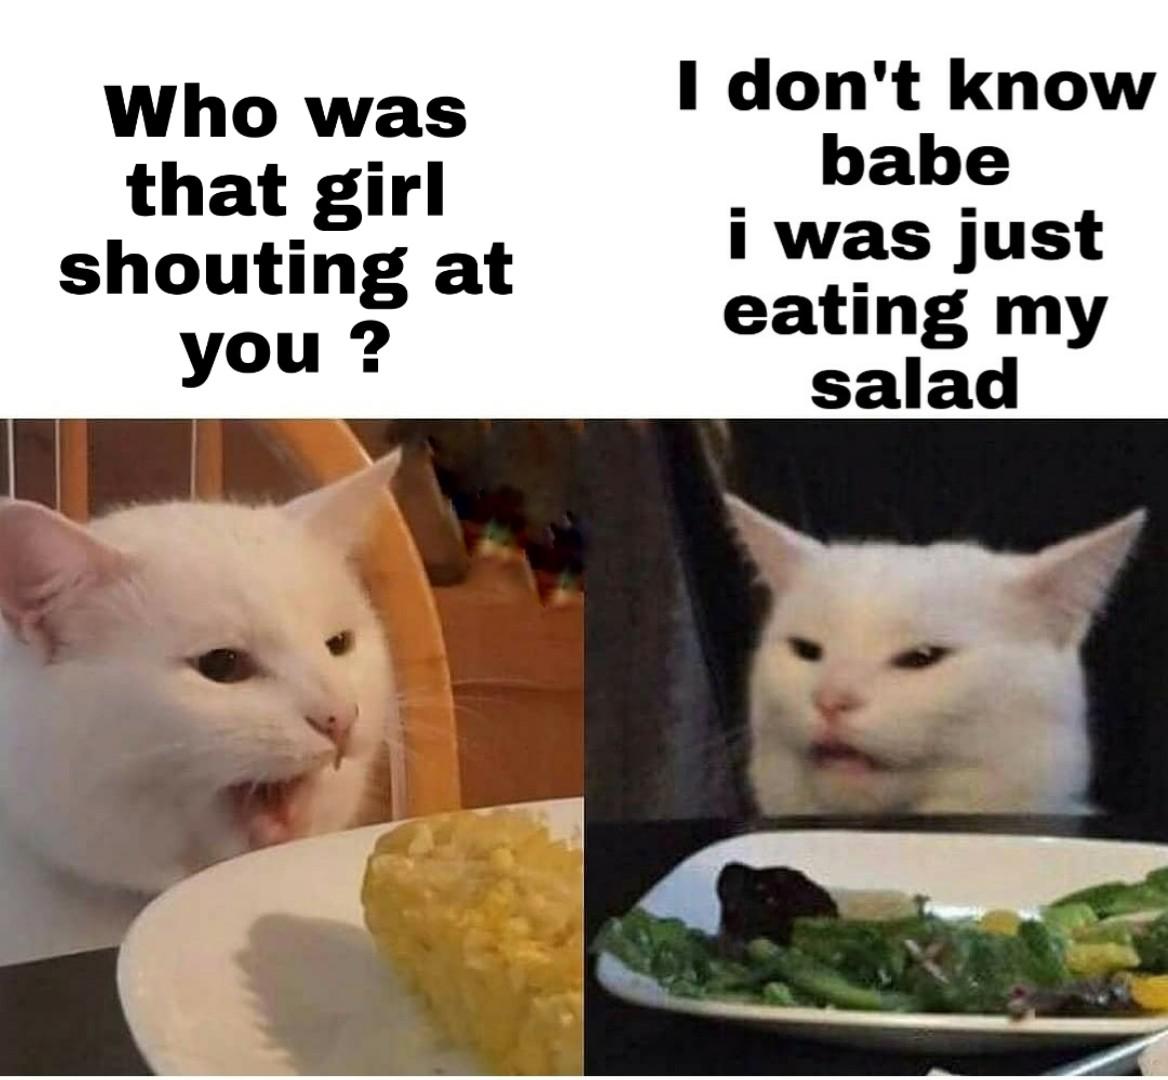 Who was
that girl
shouting at
you ?
I don't know
babe
i was just
eating my
salad